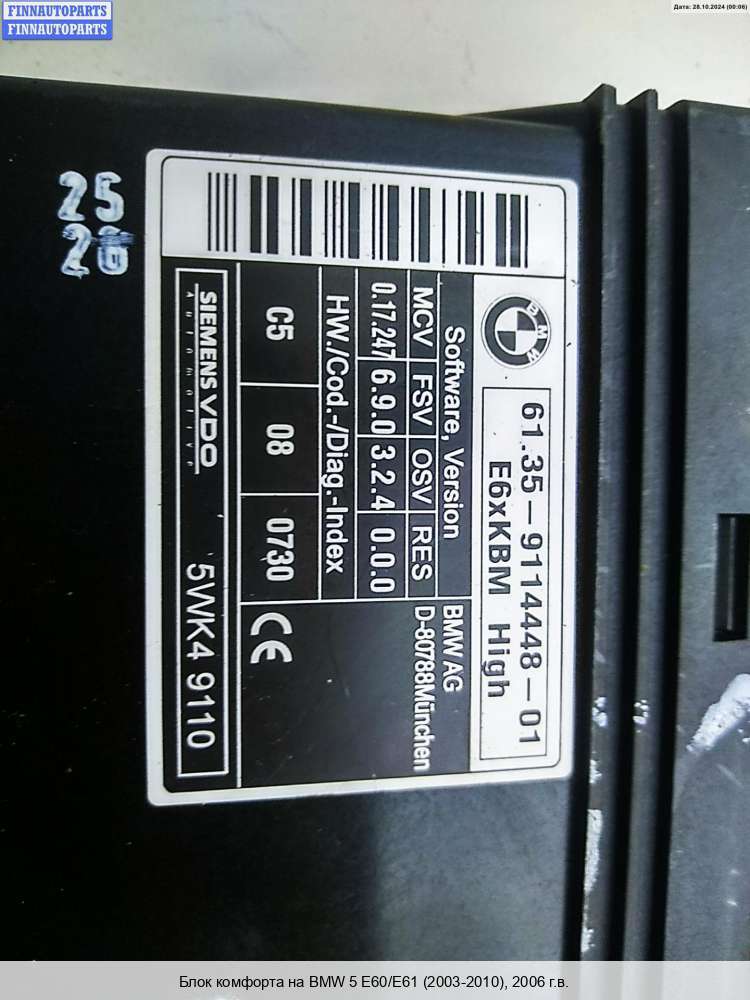 FINNAUTOPARTS
FINNAUTOPARTS
Дата: 28.10.2024 (00:06)
25
26
BMW
61.35-9114448-01
E6xKBM High
Software, Version
MCV FSV OSV RES
0.17.247 6.9.0 3.2.4 0.0.0
HW./Cod.-/Diag.-Index
C5 08 0730
BMW AG
D-80788München
CE
SIEMENS VDO
Automotive
5WK4 9110
Блок комфорта на BMW 5 E60/E61 (2003-2010), 2006 г.в.